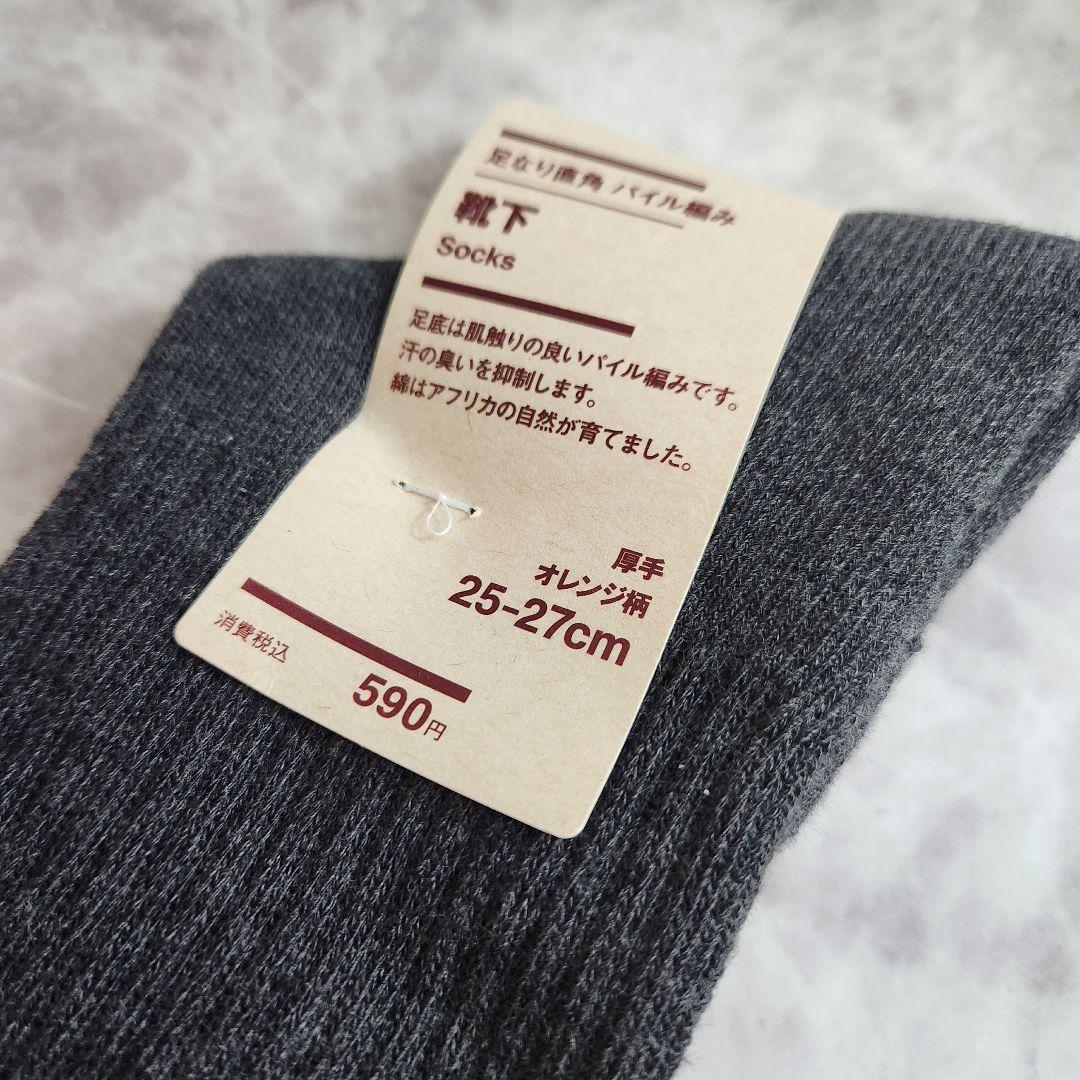 足なり直角 パイル編み
靴下
Socks
足底は肌触りの良いパイル編みです。
汗の臭いを抑制します。
綿はアフリカの自然が育てました。
厚手
オレンジ柄
25-27cm
消費税込
590円